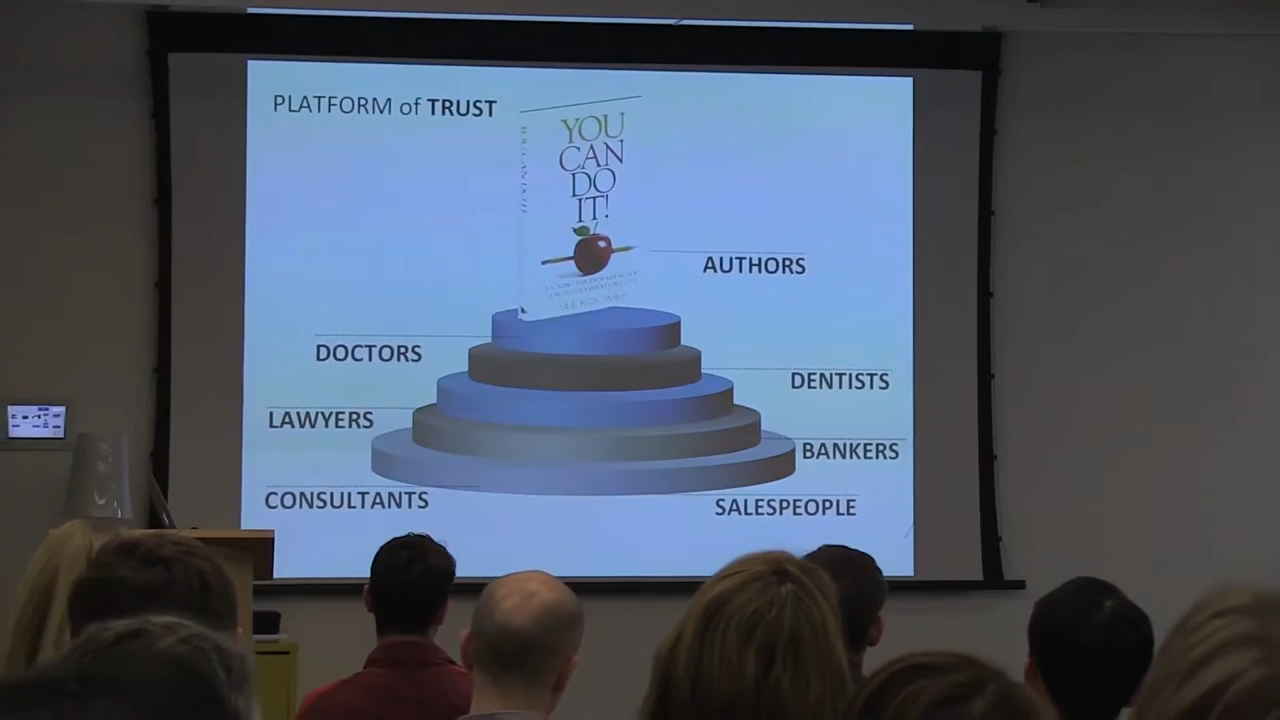 PLATFORM of TRUST
YOU
CAN
DO
IT!
AUTHORS
DOCTORS
DENTISTS
LAWYERS
BANKERS
CONSULTANTS
SALESPEOPLE